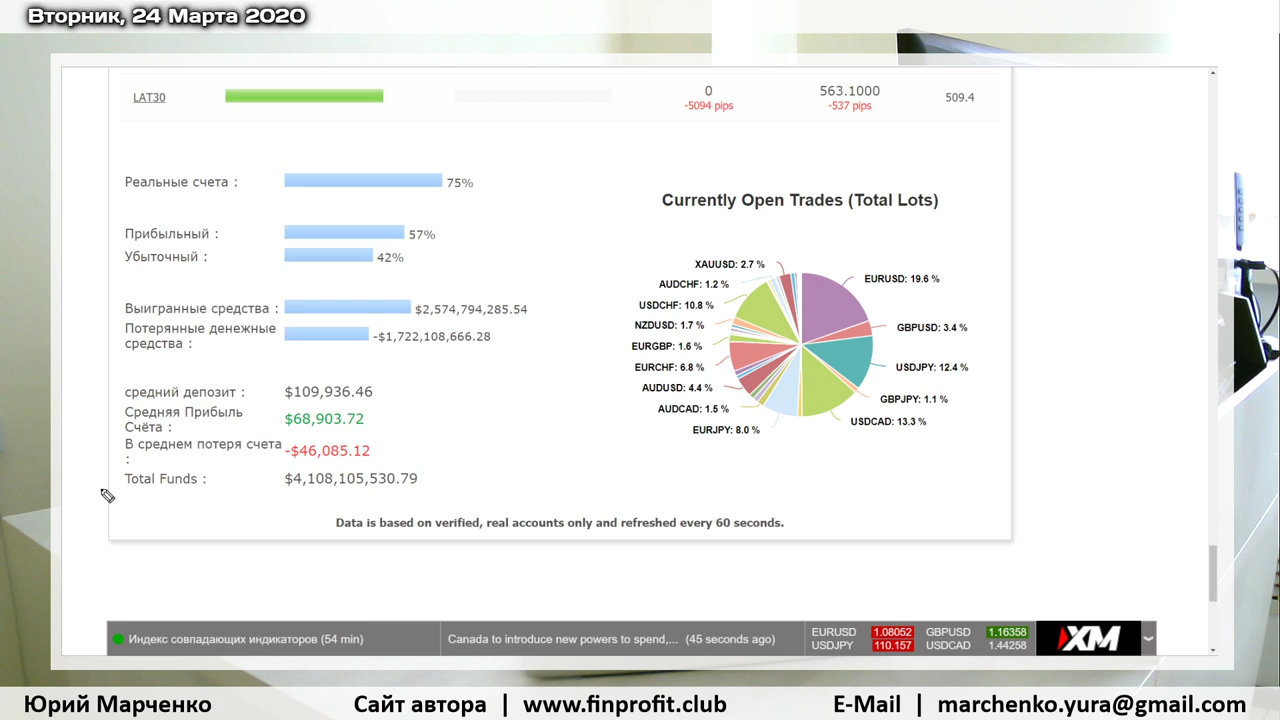 Вторник, 24 Марта 2020
LAT30
0
-5094 pips
563.1000
-537 pips
509.4
Реальные счета :
75%
Прибыльный :
57%
Убыточный :
42%
Выигранные средства :
$2,574,794,285.54
Потерянные денежные
средства :
-$1,722,108,666.28
средний депозит :
$109,936.46
Средняя Прибыль
Счёта :
$68,903.72
В среднем потеря счета
:
-$46,085.12
Total Funds :
$4,108,105,530.79
Currently Open Trades (Total Lots)
XAUUSD: 2.7 %
AUDCHF: 1.2 %
USDCHF: 10.8 %
NZDUSD: 1.7 %
EURGBP: 1.6 %
EURCHF: 6.8 %
AUDUSD: 4.4 %
AUDCAD: 1.5 %
EURJPY: 8.0 %
EURUSD: 19.6 %
GBPUSD: 3.4 %
USDJPY: 12.4 %
GBPJPY: 1.1 %
USDCAD: 13.3 %
Data is based on verified, real accounts only and refreshed every 60 seconds.
Индекс совпадающих индикаторов (54 min)
Canada to introduce new powers to spend,... (45 seconds ago)
EURUSD 1.08052 GBPUSD 1.16358
USDJPY 110.157 USDCAD 1.44258
XM
Юрий Марченко Сайт автора | www.finprofit.club E-Mail | marchenko.yura@gmail.com